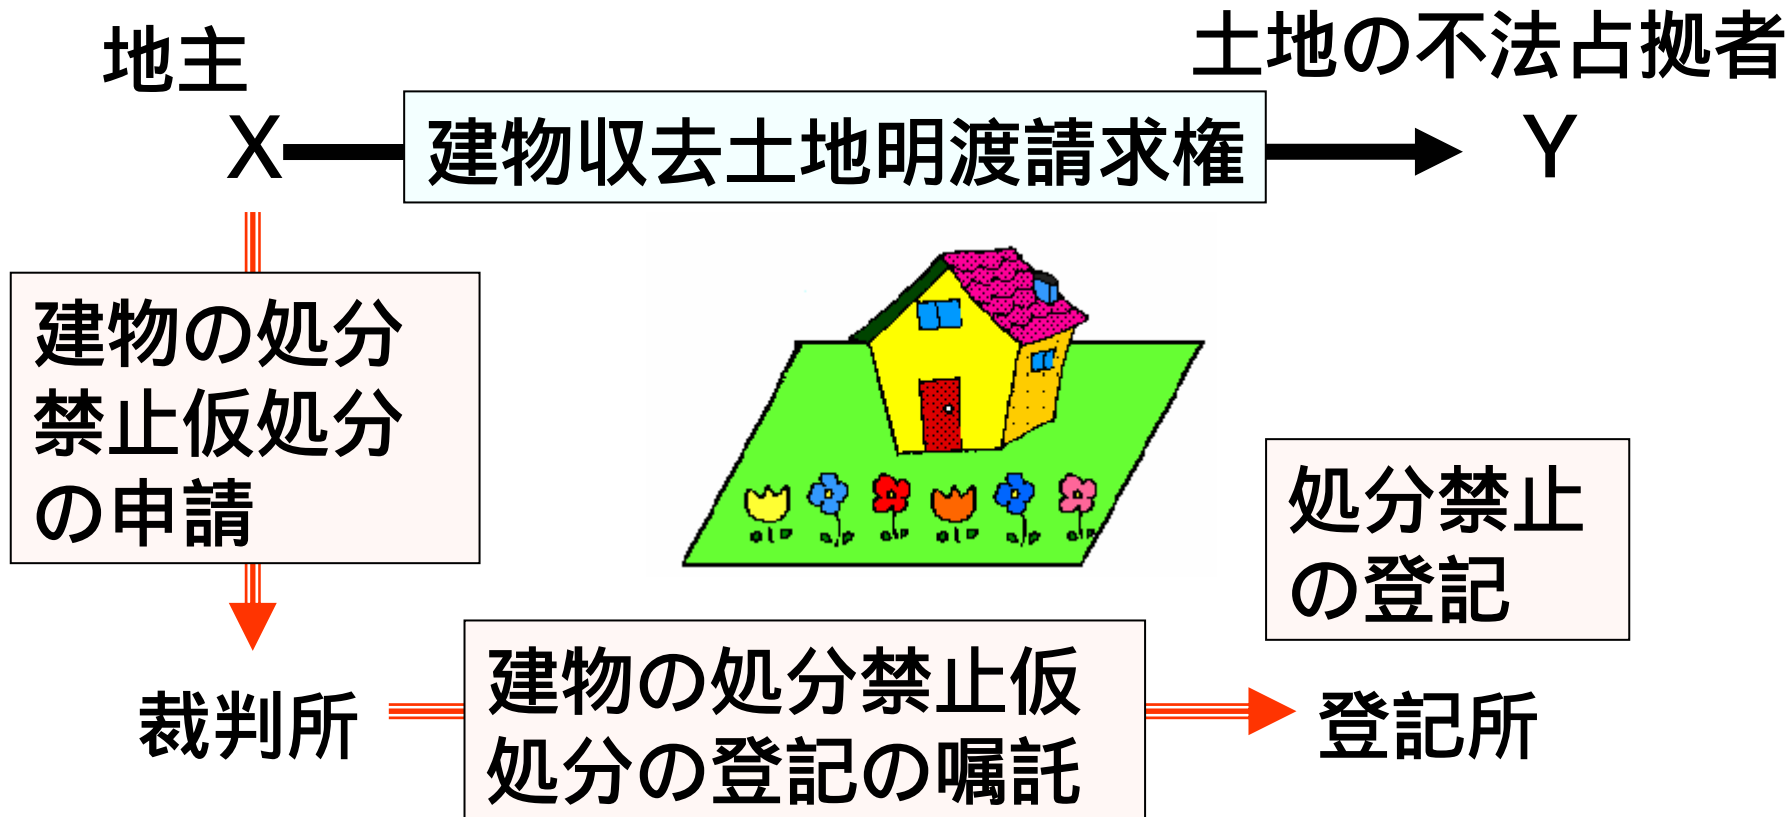 地主
土地の不法占拠者
X
建物収去土地明渡請求権
Y
建物の処分
禁止仮処分
の申請
処分禁止
の登記
裁判所
建物の処分禁止仮
処分の登記の嘱託
登記所